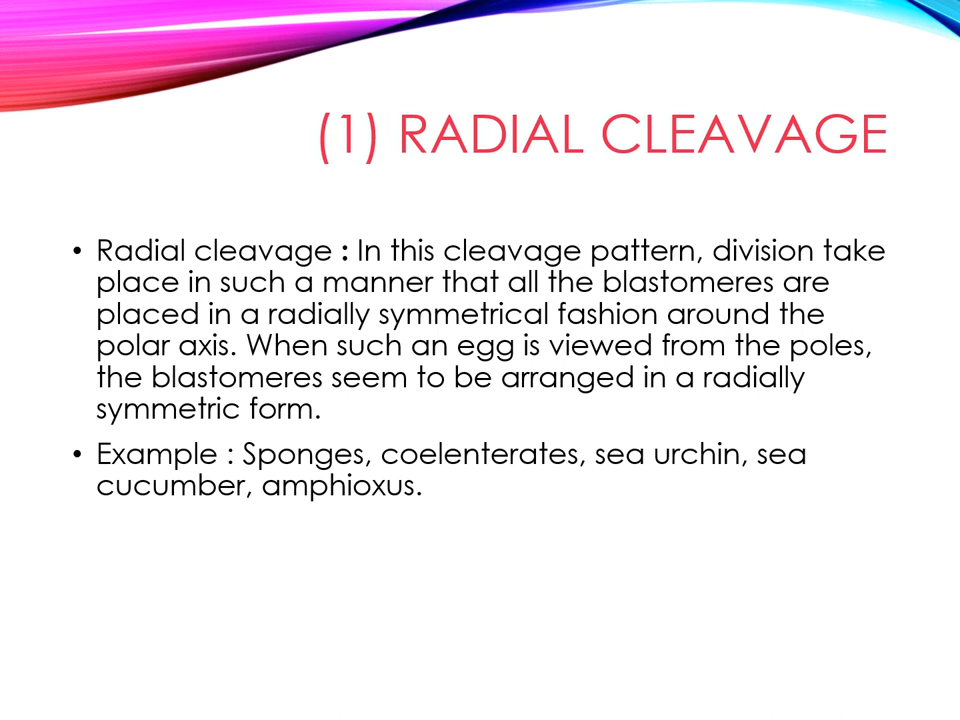 (1) RADIAL CLEAVAGE
• Radial cleavage : In this cleavage pattern, division take
place in such a manner that all the blastomeres are
placed in a radially symmetrical fashion around the
polar axis. When such an egg is viewed from the poles,
the blastomeres seem to be arranged in a radially
symmetric form.
• Example : Sponges, coelenterates, sea urchin, sea
cucumber, amphioxus.